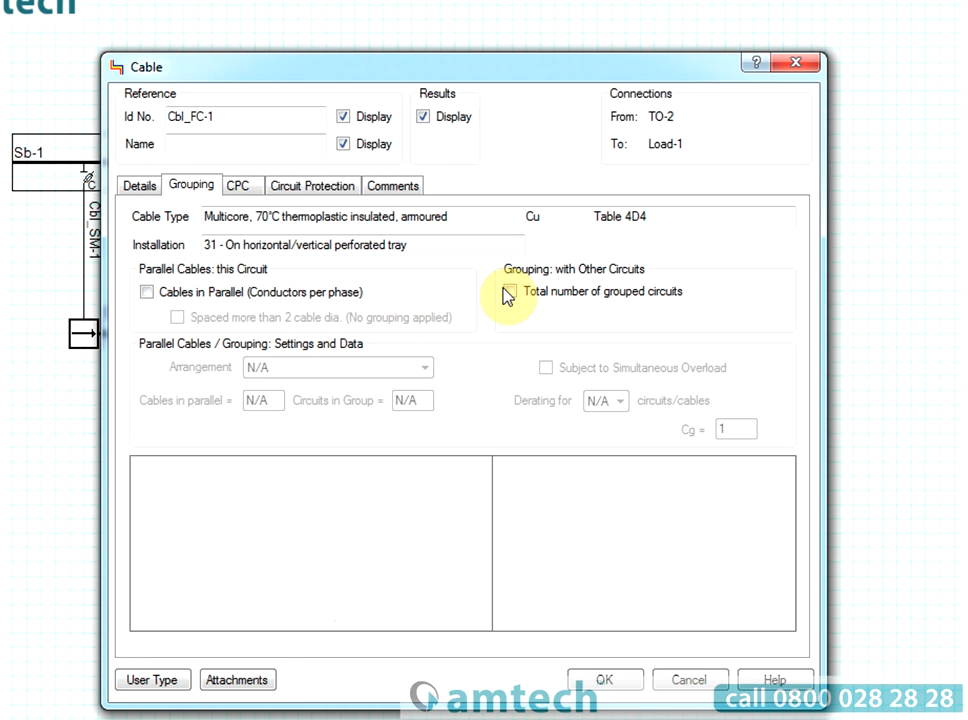 tech
Cable
?
Reference
Results
Connections
Id No. Cbl_FC-1 Display Display From: TO-2
Name Display To: Load-1
Sb-1
C
Cbl_SM-1
Details Grouping CPC Circuit Protection Comments
Cable Type Multicore, 70°C thermoplastic insulated, armoured Cu Table 4D4
Installation 31 - On horizontal/vertical perforated tray
Parallel Cables: this Circuit Grouping: with Other Circuits
Cables in Parallel (Conductors per phase) Total number of grouped circuits
Spaced more than 2 cable dia. (No grouping applied)
Parallel Cables / Grouping: Settings and Data
Arrangement N/A Subject to Simultaneous Overload
Cables in parallel = N/A Circuits in Group = N/A Derating for N/A circuits/cables
Cg = 1
User Type Attachments OK Cancel Help
amtech call 0800 028 28 28